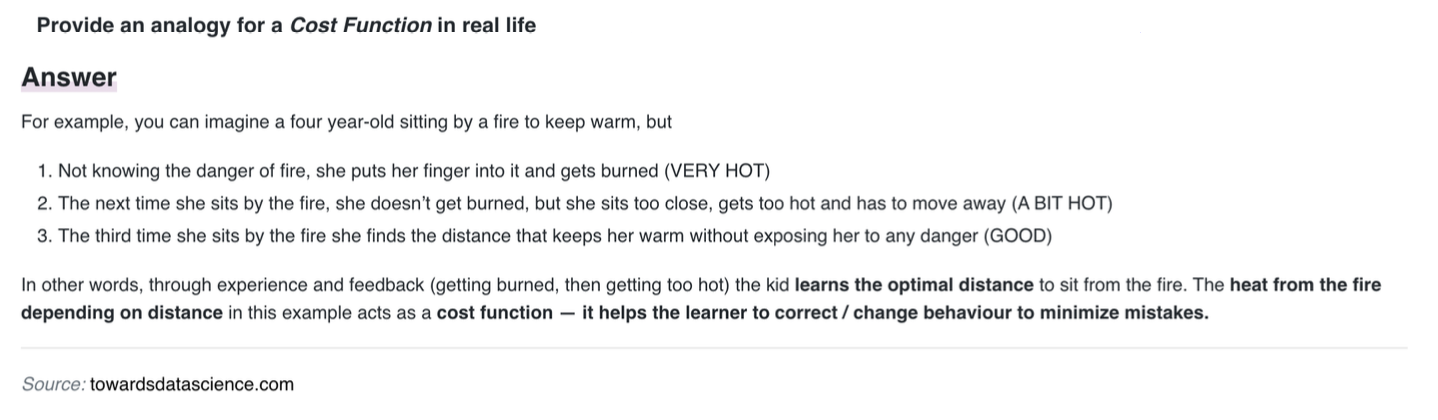 Provide an analogy for a Cost Function in real life
Answer
For example, you can imagine a four year-old sitting by a fire to keep warm, but
1. Not knowing the danger of fire, she puts her finger into it and gets burned (VERY HOT)
2. The next time she sits by the fire, she doesn't get burned, but she sits too close, gets too hot and has to move away (A BIT HOT)
3. The third time she sits by the fire she finds the distance that keeps her warm without exposing her to any danger (GOOD)
In other words, through experience and feedback (getting burned, then getting too hot) the kid learns the optimal distance to sit from the fire. The heat from the fire
depending on distance in this example acts as a cost function — it helps the learner to correct / change behaviour to minimize mistakes.
Source: towardsdatascience.com